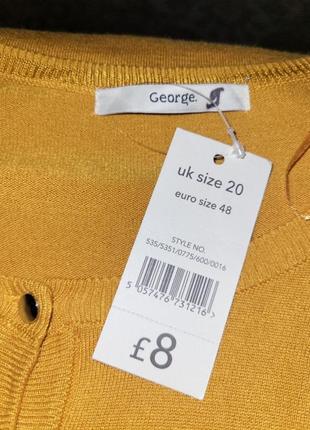 George.
uk size 20
euro size 48
STYLE NO.
535/5351/0775/600/0016
5 057476 731216 >
£8